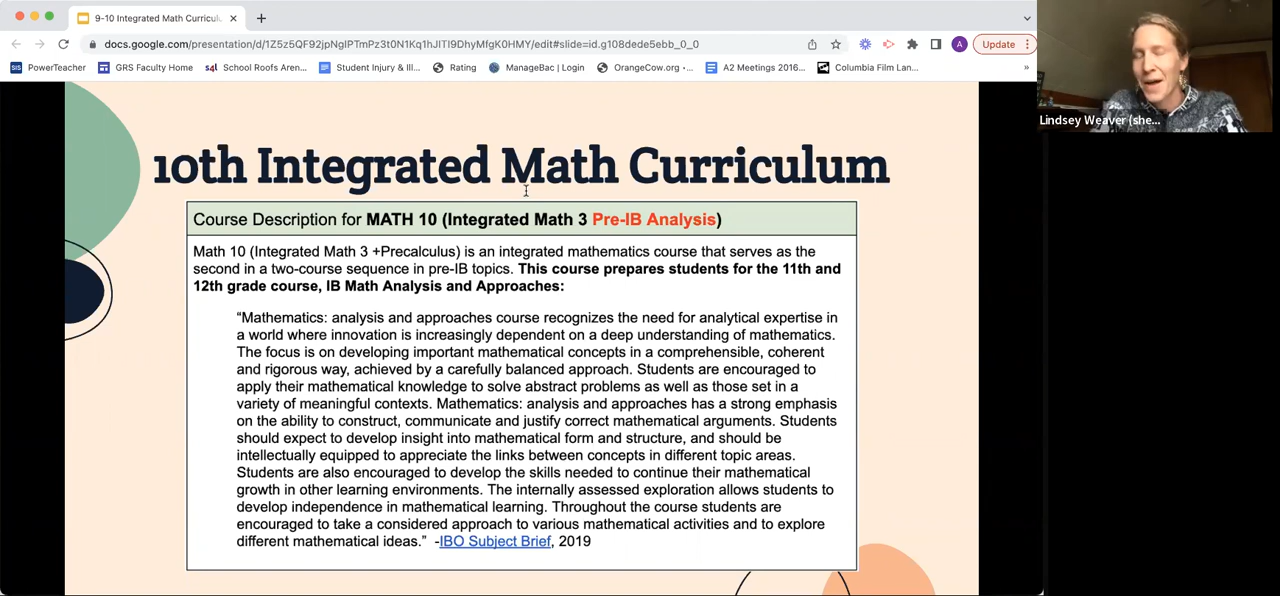 9-10 Integrated Math Curricul
docs.google.com/presentation/d/1Z5z5QF92jpNgIPTmPz3t0N1Kq1hJITI9DhyMfgK0HMY/edit#slide=id.g108dede5ebb_0_0
A
Update
SIS PowerTeacher
GRS Faculty Home
s4l School Roofs Aren...
Student Injury & Ill...
Rating
ManageBac | Login
OrangeCow.org •...
A2 Meetings 2016...
Columbia Film Lan...
»
Lindsey Weaver (she...
10th Integrated Math Curriculum
Course Description for MATH 10 (Integrated Math 3 Pre-IB Analysis)
Math 10 (Integrated Math 3 +Precalculus) is an integrated mathematics course that serves as the
second in a two-course sequence in pre-IB topics. This course prepares students for the 11th and
12th grade course, IB Math Analysis and Approaches:
“Mathematics: analysis and approaches course recognizes the need for analytical expertise in
a world where innovation is increasingly dependent on a deep understanding of mathematics.
The focus is on developing important mathematical concepts in a comprehensible, coherent
and rigorous way, achieved by a carefully balanced approach. Students are encouraged to
apply their mathematical knowledge to solve abstract problems as well as those set in a
variety of meaningful contexts. Mathematics: analysis and approaches has a strong emphasis
on the ability to construct, communicate and justify correct mathematical arguments. Students
should expect to develop insight into mathematical form and structure, and should be
intellectually equipped to appreciate the links between concepts in different topic areas.
Students are also encouraged to develop the skills needed to continue their mathematical
growth in other learning environments. The internally assessed exploration allows students to
develop independence in mathematical learning. Throughout the course students are
encouraged to take a considered approach to various mathematical activities and to explore
different mathematical ideas.” -IBO Subject Brief, 2019